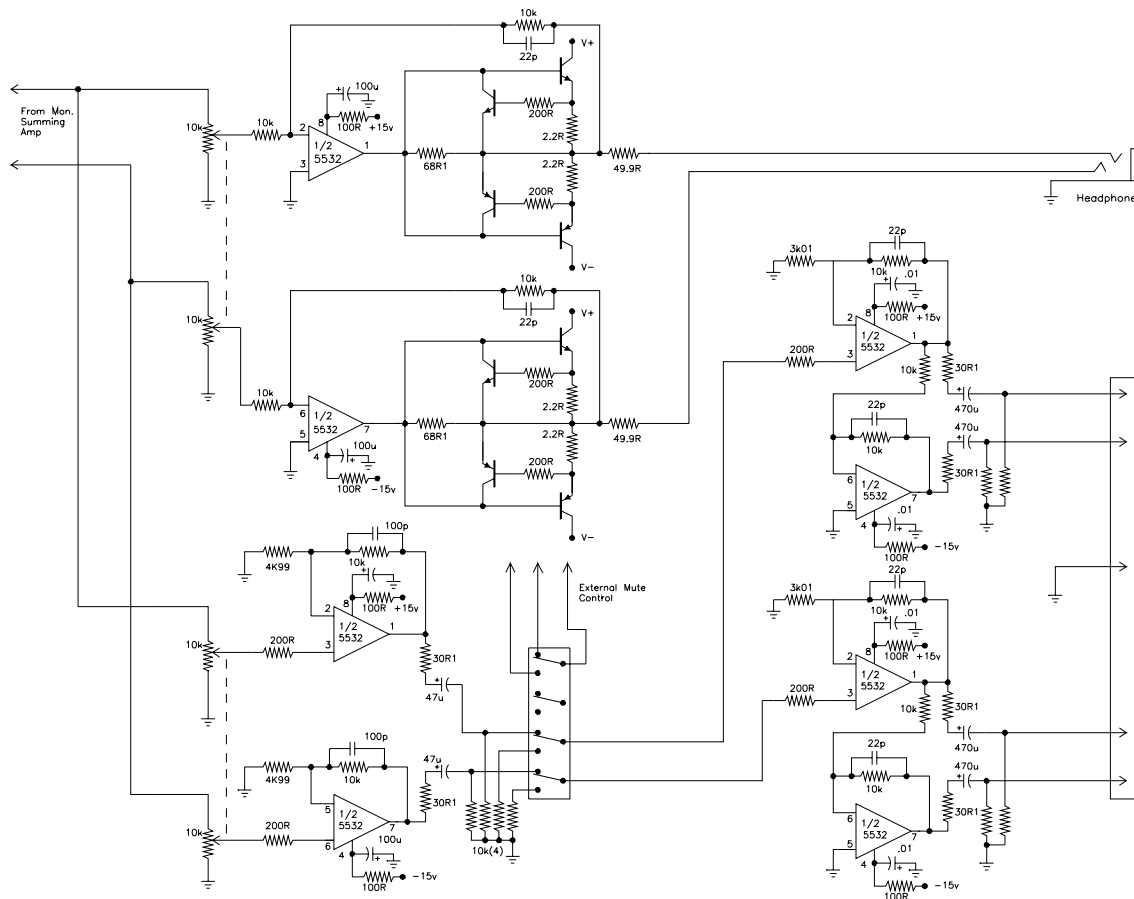 10k
22p
V+
100u
+
From Mon.
Summing
Amp
10k
10k
2
8
100R
+15v
200R
2.2R
1/2
5532
1
3
68R1
2.2R
49.9R
200R
Headphone
V-
10k
22p
V+
10k
10k
200R
2.2R
6
1/2
5532
7
5
4
100u
+
68R1
2.2R
49.9R
100R
-15v
200R
V-
22p
3k01
10k
.01
+
8
100R
+15v
2
1/2
5532
1
3
200R
10k
30R1
+
470u
22p
470u
+
10k
6
1/2
5532
7
5
4
30R1
.01
+
100R
-15v
100p
4K99
10k
+
8
100R
+15v
2
1/2
5532
1
3
10k
200R
30R1
+
47u
External Mute
Control
22p
3k01
10k
.01
+
8
100R
+15v
2
1/2
5532
1
3
200R
10k
30R1
+
470u
22p
470u
+
10k
6
1/2
5532
7
5
4
30R1
.01
+
100R
-15v
100p
4K99
10k
47u
+
5
1/2
5532
7
6
4
30R1
10k
200R
100u
+
100R
-15v
10k(4)